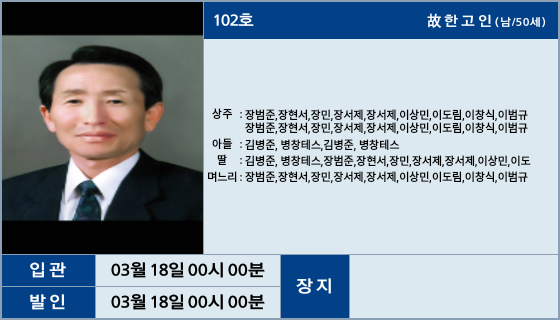 102호
故 한 고 인 (남/50세)
상주 : 장범준,장현서,장민,장서제,장서제,이상민,이도림,이창식,이범규
장범준,장현서,장민,장서제,장서제,이상민,이도림,이창식,이범규
아들 : 김병준, 병창테스,김병준, 병창테스
딸 : 김병준, 병창테스,장범준,장현서,장민,장서제,장서제,이상민,이도
며느리 : 장범준,장현서,장민,장서제,장서제,이상민,이도림,이창식,이범규
입 관 03월 18일 00시 00분
발 인 03월 18일 00시 00분
장 지